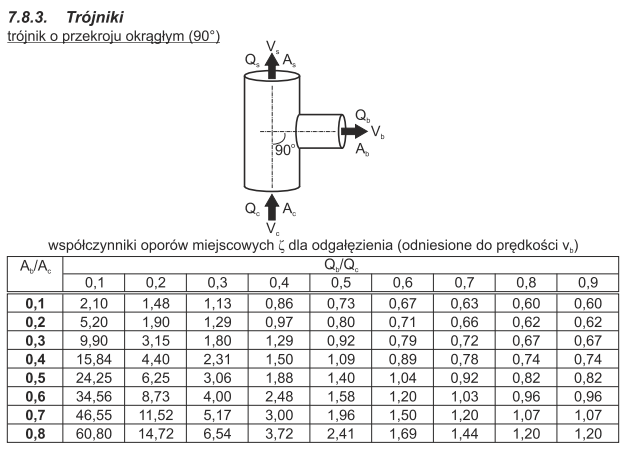 7.8.3. Trójniki
trójnik o przekroju okrągłym (90°)
Vs
Qs As
Qb
Vb
90° Ab
Qc Ac
Vc
współczynniki oporów miejscowych ζ dla odgałęzienia (odniesione do prędkości vb)
Ab/Ac Qb/Qc
0,1 0,2 0,3 0,4 0,5 0,6 0,7 0,8 0,9
0,1 2,10 1,48 1,13 0,86 0,73 0,67 0,63 0,60 0,60
0,2 5,20 1,90 1,29 0,97 0,80 0,71 0,66 0,62 0,62
0,3 9,90 3,15 1,80 1,29 0,92 0,79 0,72 0,67 0,67
0,4 15,84 4,40 2,31 1,50 1,09 0,89 0,78 0,74 0,74
0,5 24,25 6,25 3,06 1,88 1,40 1,04 0,92 0,82 0,82
0,6 34,56 8,73 4,00 2,48 1,58 1,20 1,03 0,96 0,96
0,7 46,55 11,52 5,17 3,00 1,96 1,50 1,20 1,07 1,07
0,8 60,80 14,72 6,54 3,72 2,41 1,69 1,44 1,20 1,20